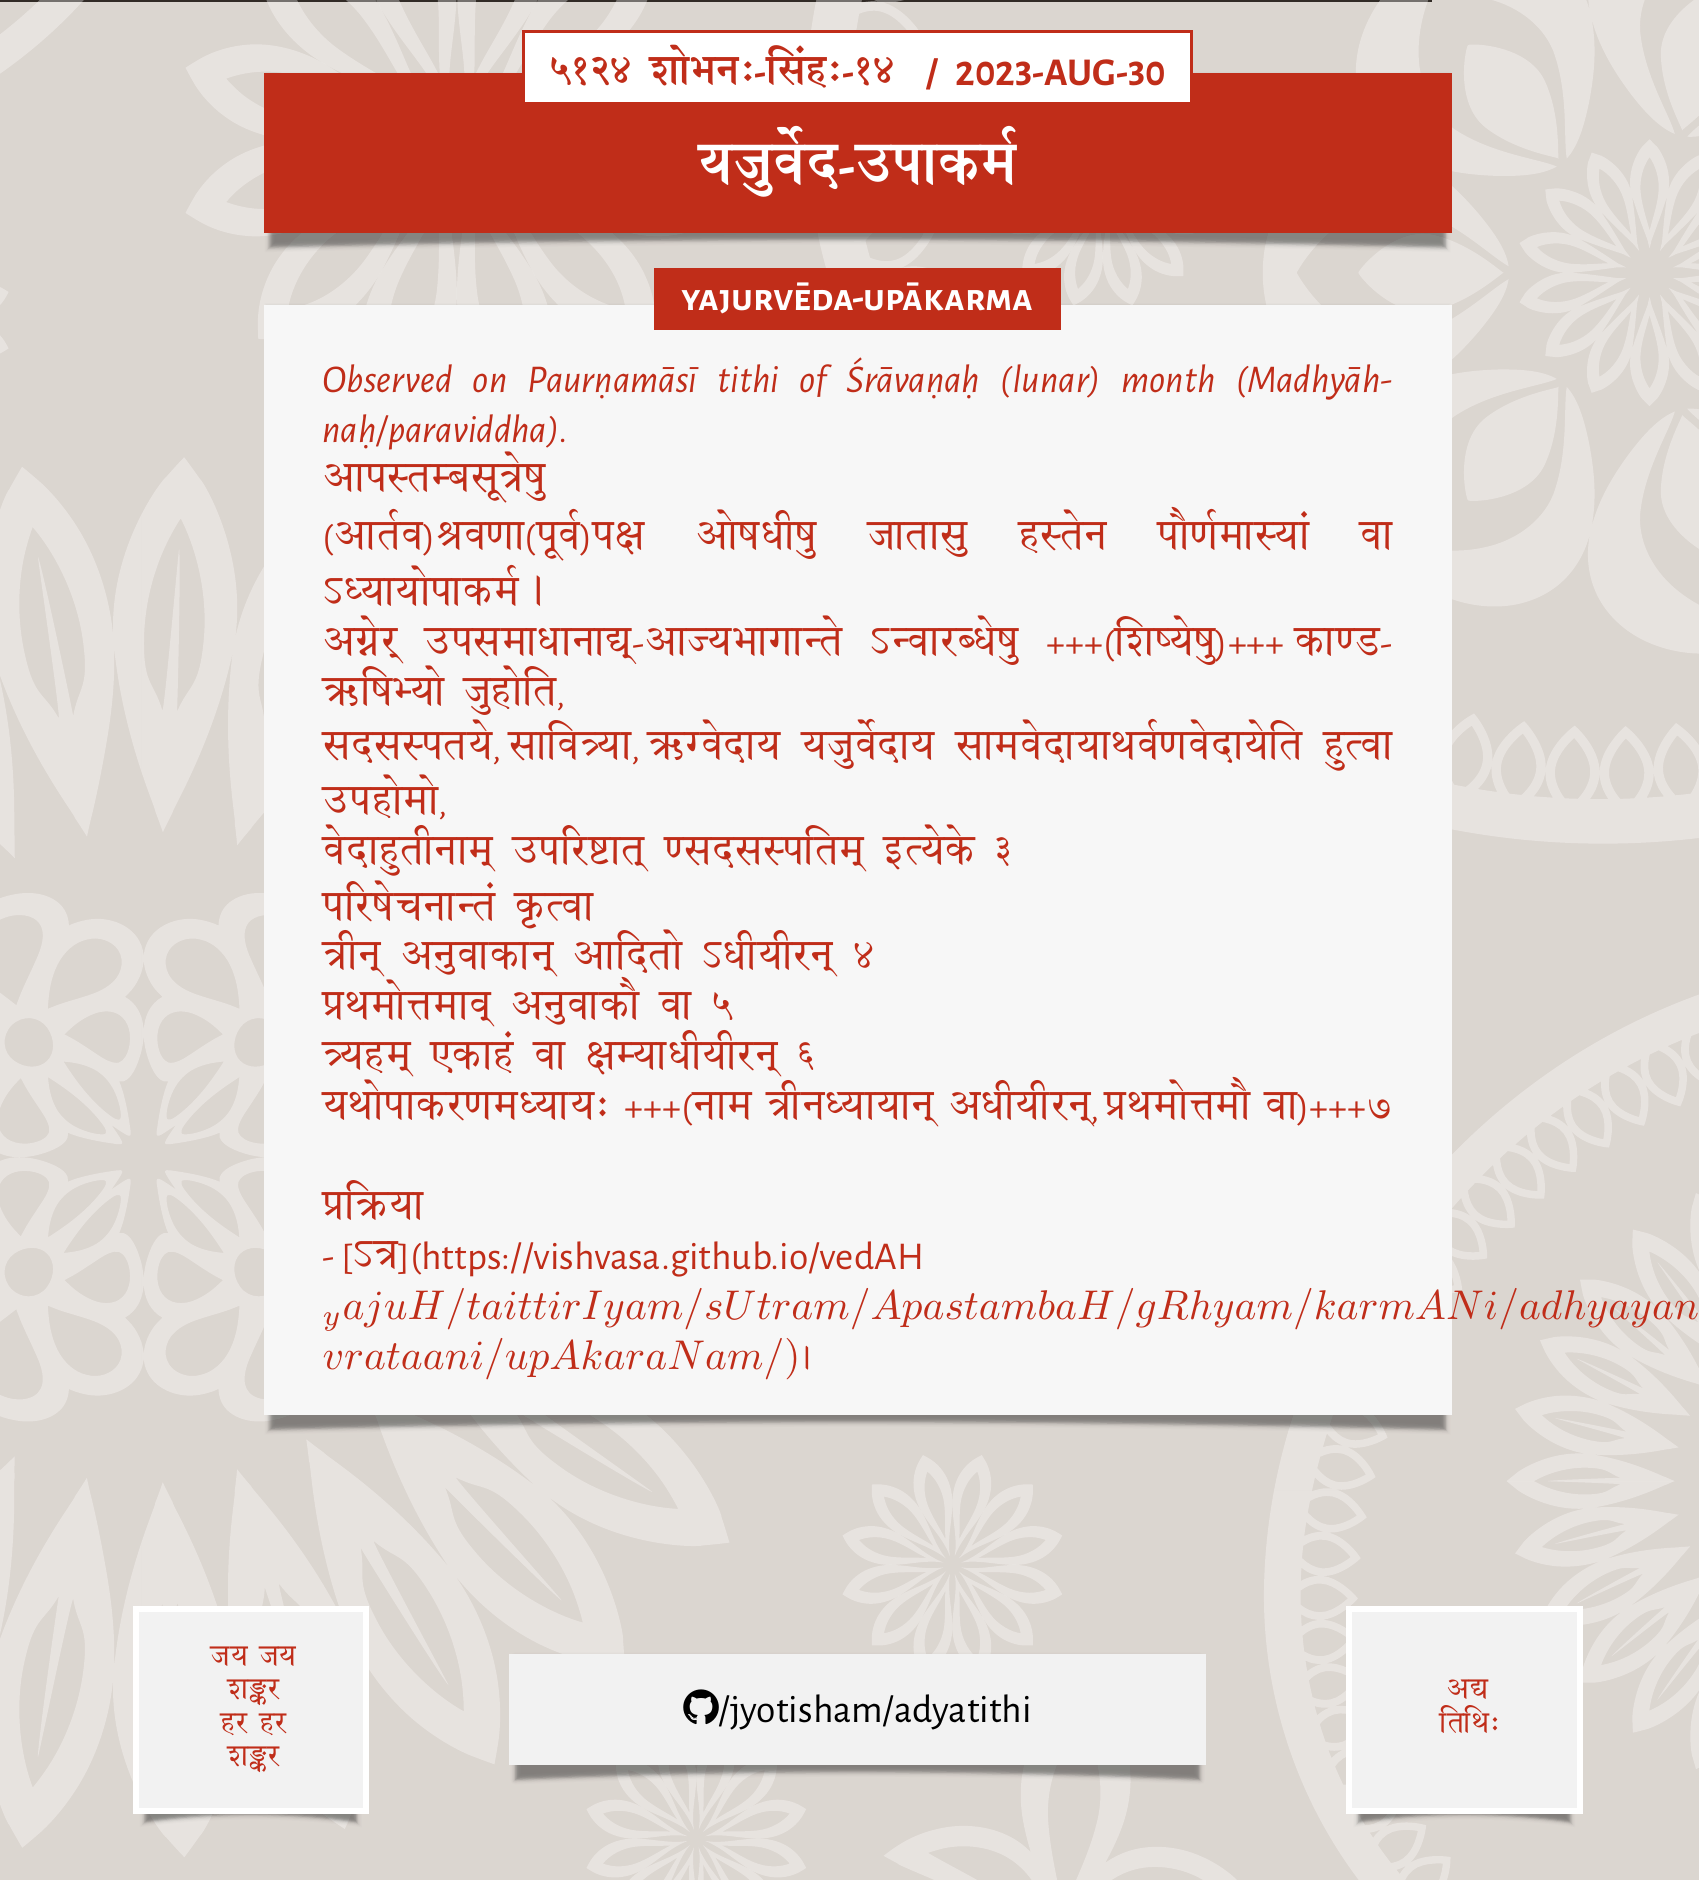 ५१२४ शोभनः-सिंहः-१४ / 2023-AUG-30
यजुर्वेद-उपाकर्म
YAJURVĒDA-UPĀKARMA
Observed on Paurṇamāsī tithi of Śrāvaṇaḥ (lunar) month (Madhyāh-
naḥ/paraviddha).
आपस्तम्बसूत्रेषु
(आर्तव)श्रवणा(पूर्व)पक्ष ओषधीषु जातासु हस्तेन पौर्णमास्यां वा
ऽध्यायोपाकर्म ।
अग्नेर् उपसमाधानाद्य्-आज्यभागान्ते ऽन्वारब्धेषु +++(शिष्येषु)+++ काण्ड-
ऋषिभ्यो जुहोति,
सदसस्पतये, सावित्र्या, ऋग्वेदाय यजुर्वेदाय सामवेदायाथर्वणवेदायेति हुत्वा
उपहोमो,
वेदाहुतीनाम् उपरिष्टात् ण्सदसस्पतिम् इत्येके ३
परिषेचनान्तं कृत्वा
त्रीन् अनुवाकान् आदितो ऽधीयीरन् ४
प्रथमोत्तमाव् अनुवाकौ वा ५
त्र्यहम् एकाहं वा क्षम्याधीयीरन् ६
यथोपाकरणमध्यायः +++(नाम त्रीनध्यायान् अधीयीरन्, प्रथमोत्तमौ वा)+++७
प्रक्रिया
- [ऽत्र](https://vishvasa.github.io/vedAH
yajuH/taittirIyam/sUtram/ApastambaH/gRhyam/karmANi/adhyayan
vrataani/upAkaraNam/)।
जय जय
शङ्कर
हर हर
शङ्कर
/jyotisham/adyatithi
अद्य
तिथिः